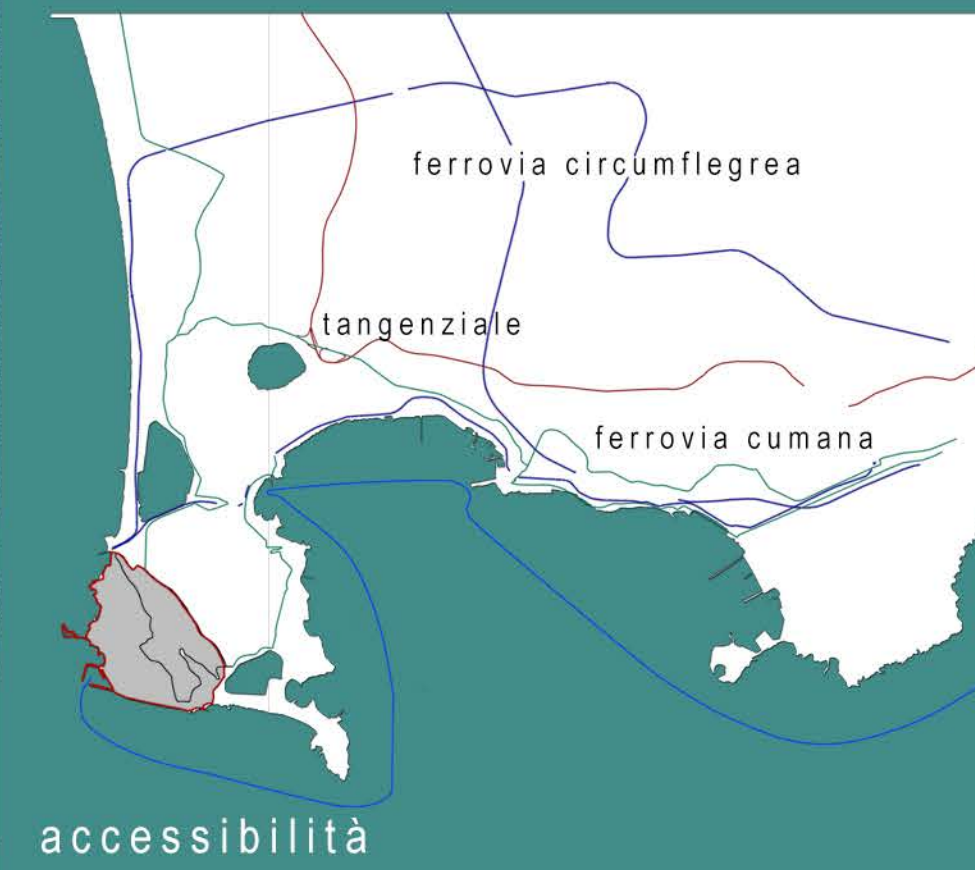 ferrovia circumflegrea
tangenziale
ferrovia cumana
accessibilità